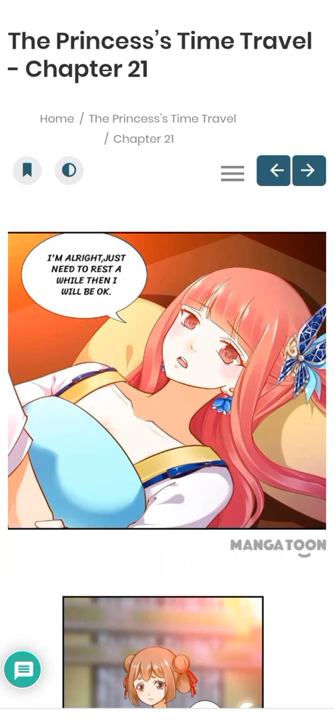 The Princess's Time Travel
- Chapter 21
Home / The Princess's Time Travel
/ Chapter 21
I'M ALRIGHT,JUST
NEED TO REST A
WHILE THEN I
WILL BE OK.
MANGATOON